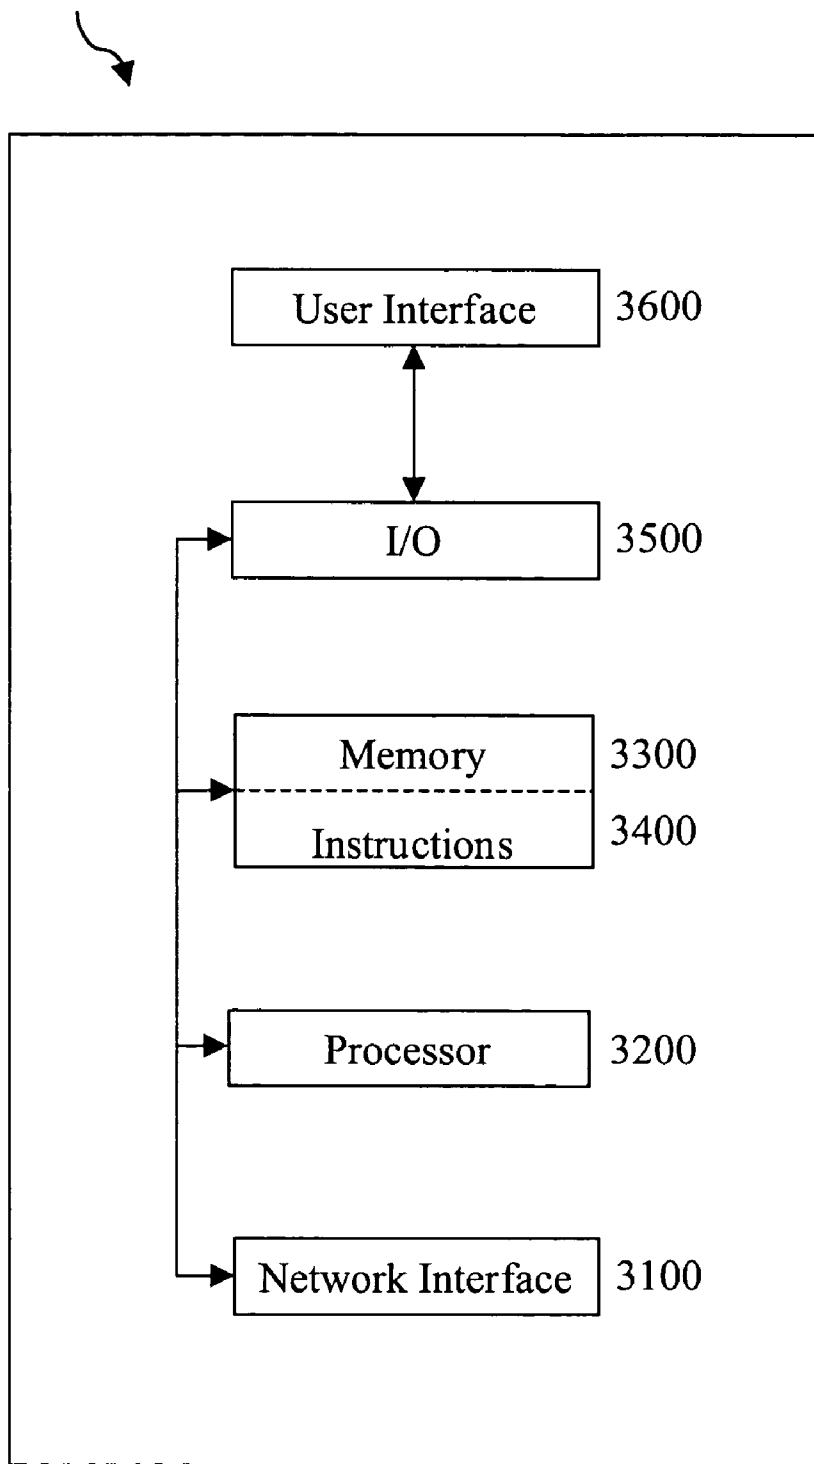 User Interface 3600
I/O 3500
Memory 3300
Instructions 3400
Processor 3200
Network Interface 3100